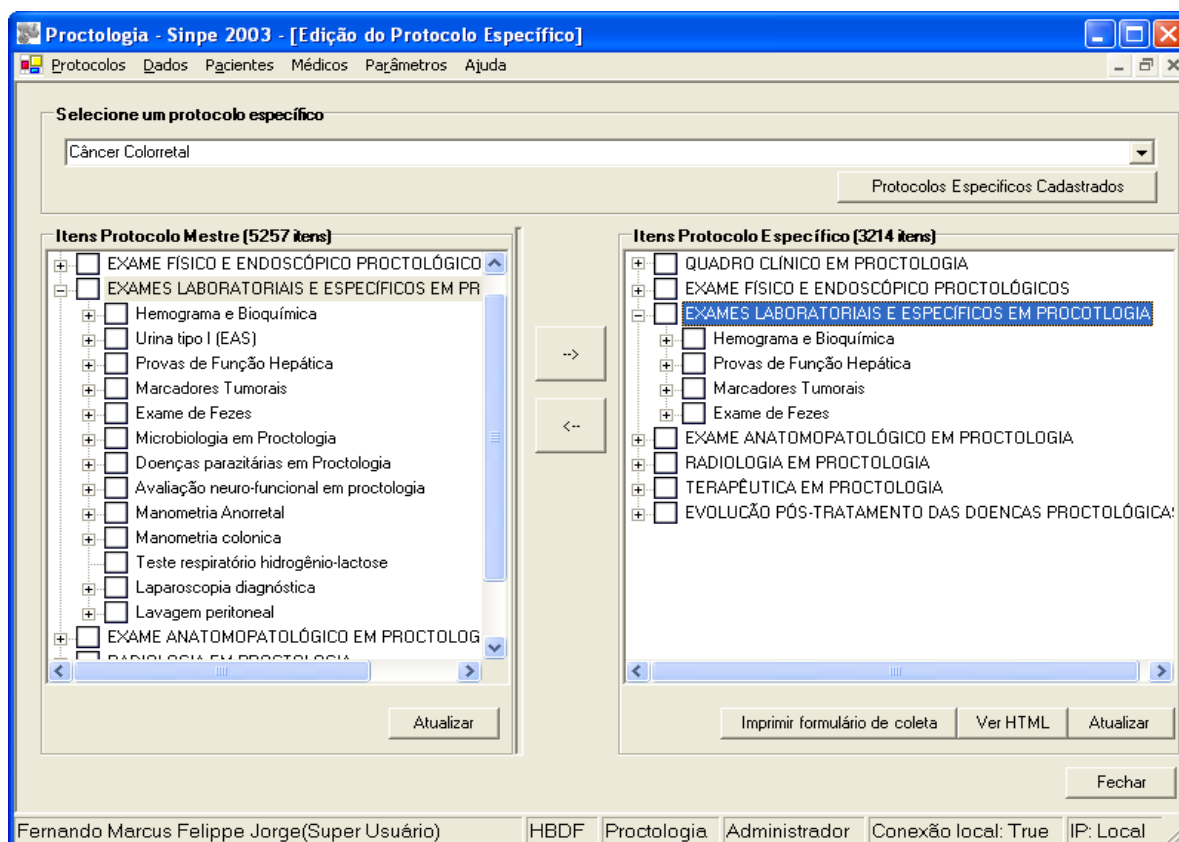 Proctologia - Sinpe 2003 - [Edição do Protocolo Específico]
Protocolos Dados Pacientes Médicos Parâmetros Ajuda
Selecione um protocolo específico
Câncer Colorretal
Protocolos Especificos Cadastrados
Itens Protocolo Mestre (5257 itens)
EXAME FÍSICO E ENDOSCÓPICO PROCTOLÓGICO
EXAMES LABORATORIAIS E ESPECÍFICOS EM PR
Hemograma e Bioquímica
Urina tipo I (EAS)
Provas de Função Hepática
Marcadores Tumorais
Exame de Fezes
Microbiologia em Proctologia
Doenças parazitárias em Proctologia
Avaliação neuro-funcional em proctologia
Manometria Anorretal
Manometria colonica
Teste respiratório hidrogênio-lactose
Laparoscopia diagnóstica
Lavagem peritoneal
EXAME ANATOMOPATOLÓGICO EM PROCTOLOG
RADIOLOGIA EM PROCTOLOGIA
Atualizar
-->
<--
Itens Protocolo Específico (3214 itens)
QUADRO CLÍNICO EM PROCTOLOGIA
EXAME FÍSICO E ENDOSCÓPICO PROCTOLÓGICOS
EXAMES LABORATORIAIS E ESPECÍFICOS EM PROCOTLOGIA
Hemograma e Bioquímica
Provas de Função Hepática
Marcadores Tumorais
Exame de Fezes
EXAME ANATOMOPATOLÓGICO EM PROCTOLOGIA
RADIOLOGIA EM PROCTOLOGIA
TERAPÊUTICA EM PROCTOLOGIA
EVOLUCÃO PÓS-TRATAMENTO DAS DOENCAS PROCTOLÓGICAS
Imprimir formulário de coleta Ver HTML Atualizar
Fechar
Fernando Marcus Felippe Jorge(Super Usuário) HBDF Proctologia Administrador Conexão local: True IP: Local